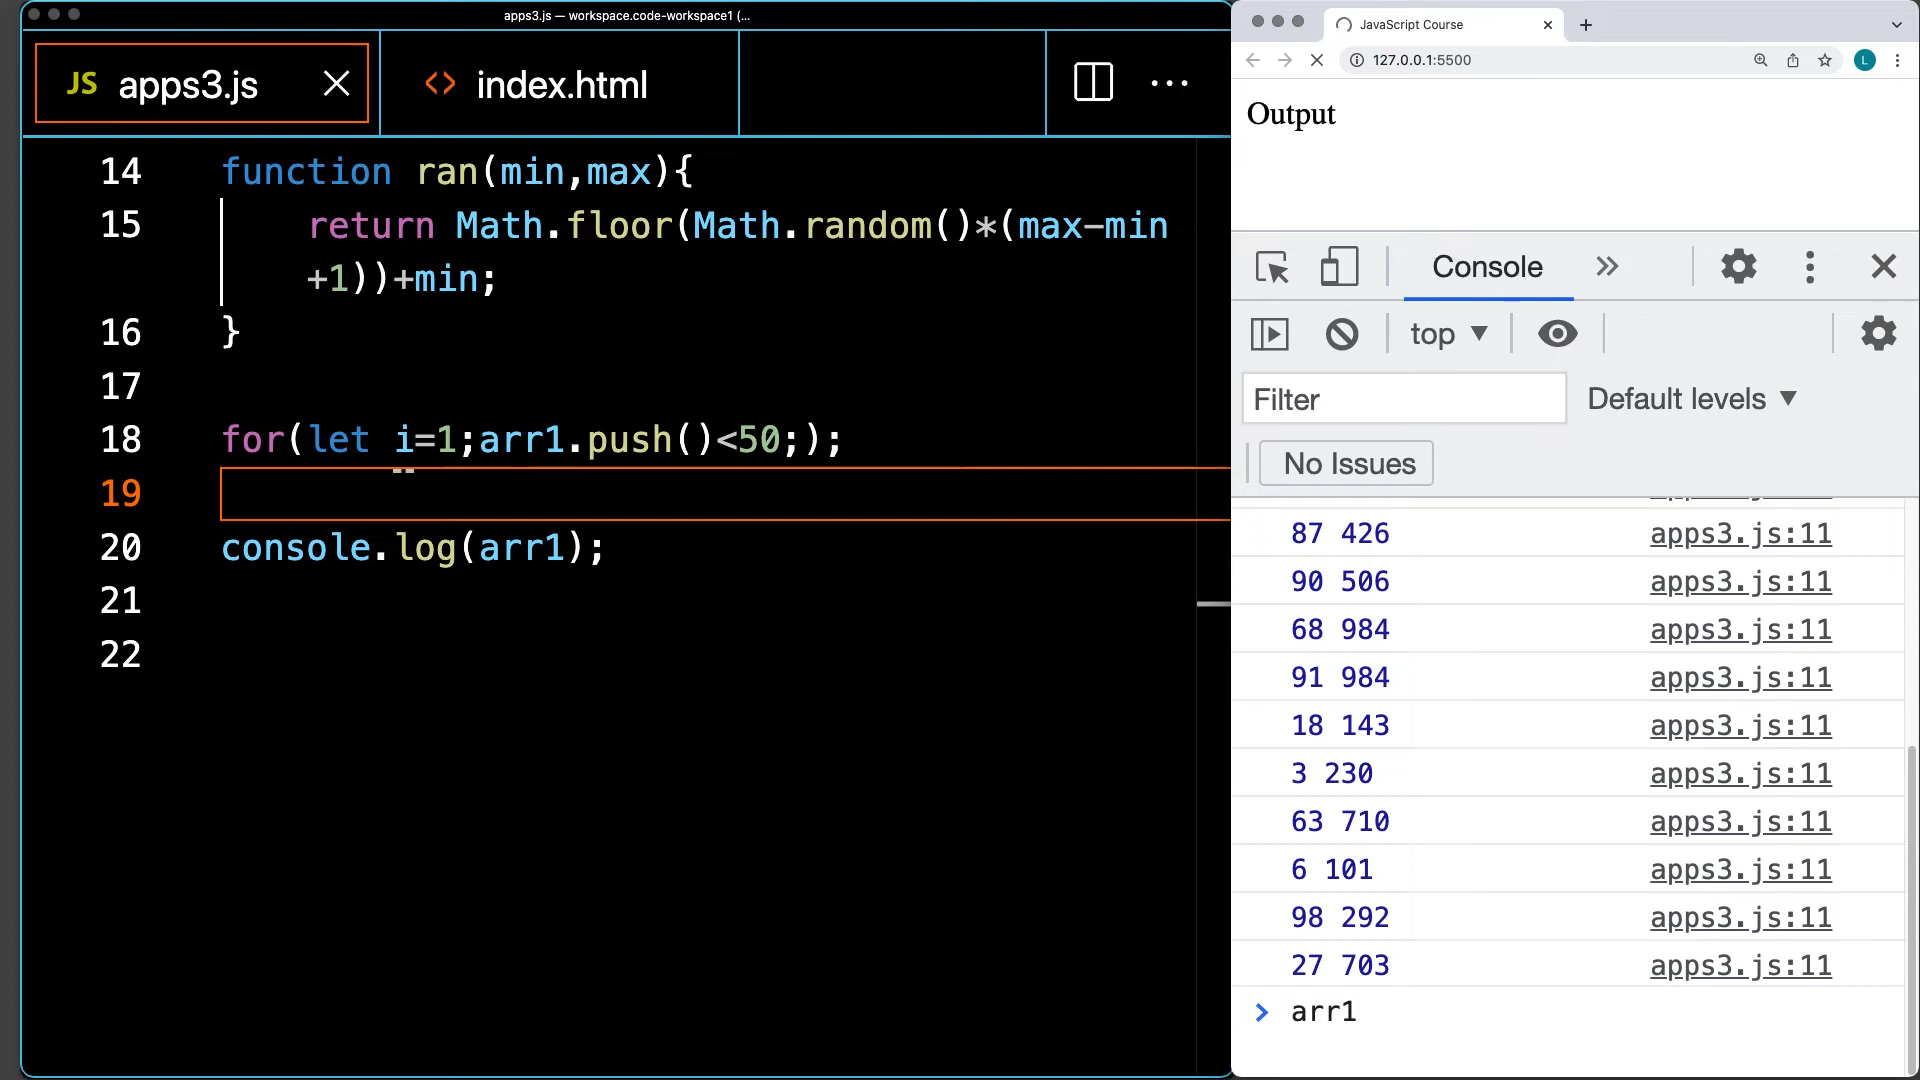 apps3.js — workspace.code-workspace1 (...
JS apps3.js
<> index.html
14 function ran(min,max){
15 return Math.floor(Math.random()*(max-min
+1))+min;
16 }
17
18 for(let i=1;arr1.push()<50;);
19
20 console.log(arr1);
21
22
JavaScript Course
127.0.0.1:5500
L
Output
Console
top
Filter
Default levels
No Issues
87 426 apps3.js:11
90 506 apps3.js:11
68 984 apps3.js:11
91 984 apps3.js:11
18 143 apps3.js:11
3 230 apps3.js:11
63 710 apps3.js:11
6 101 apps3.js:11
98 292 apps3.js:11
27 703 apps3.js:11
> arr1